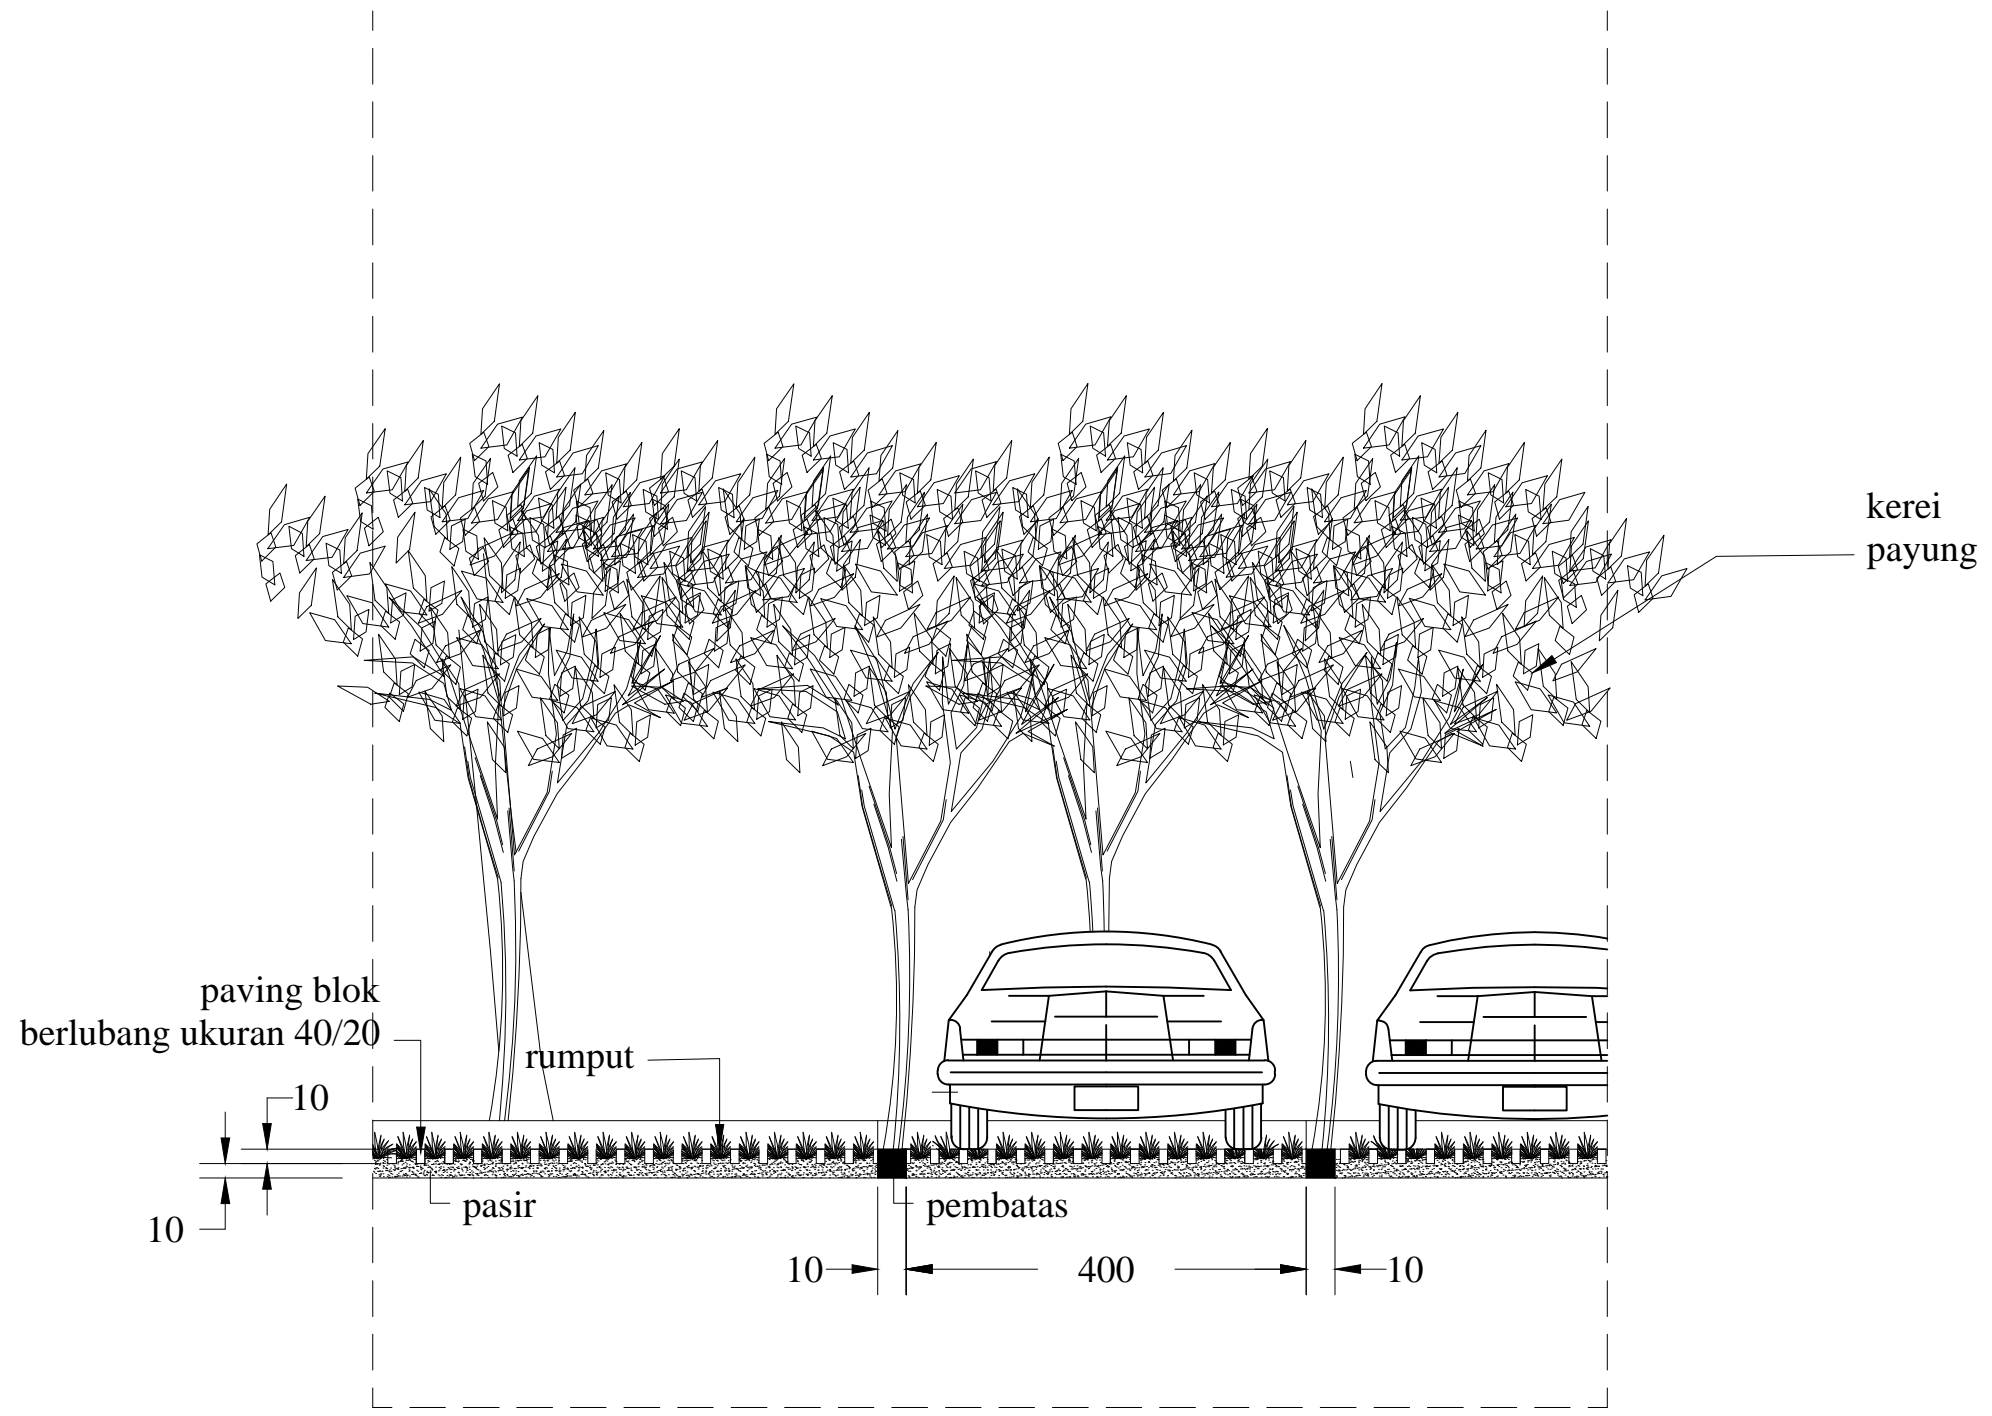 kerei
payung
paving blok
berlubang ukuran 40/20
rumput
10
pasir
pembatas
10
10
400
10